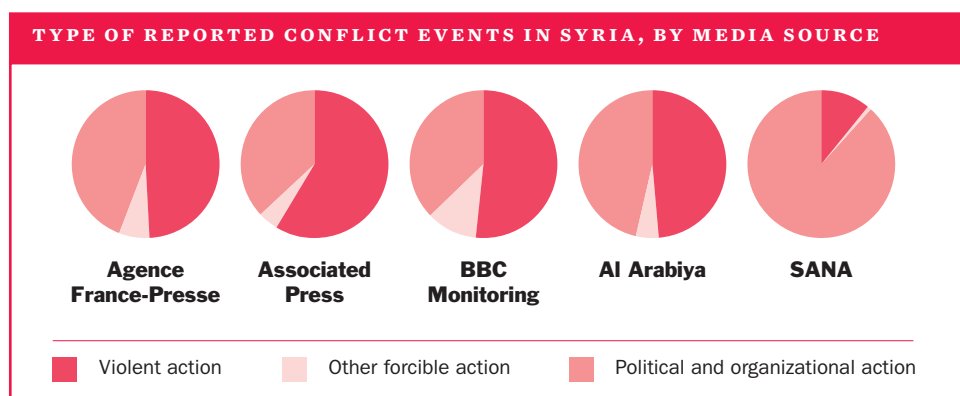 TYPE OF REPORTED CONFLICT EVENTS IN SYRIA, BY MEDIA SOURCE
Agence
France-Presse
Associated
Press
BBC
Monitoring
Al Arabiya
SANA
Violent action
Other forcible action
Political and organizational action